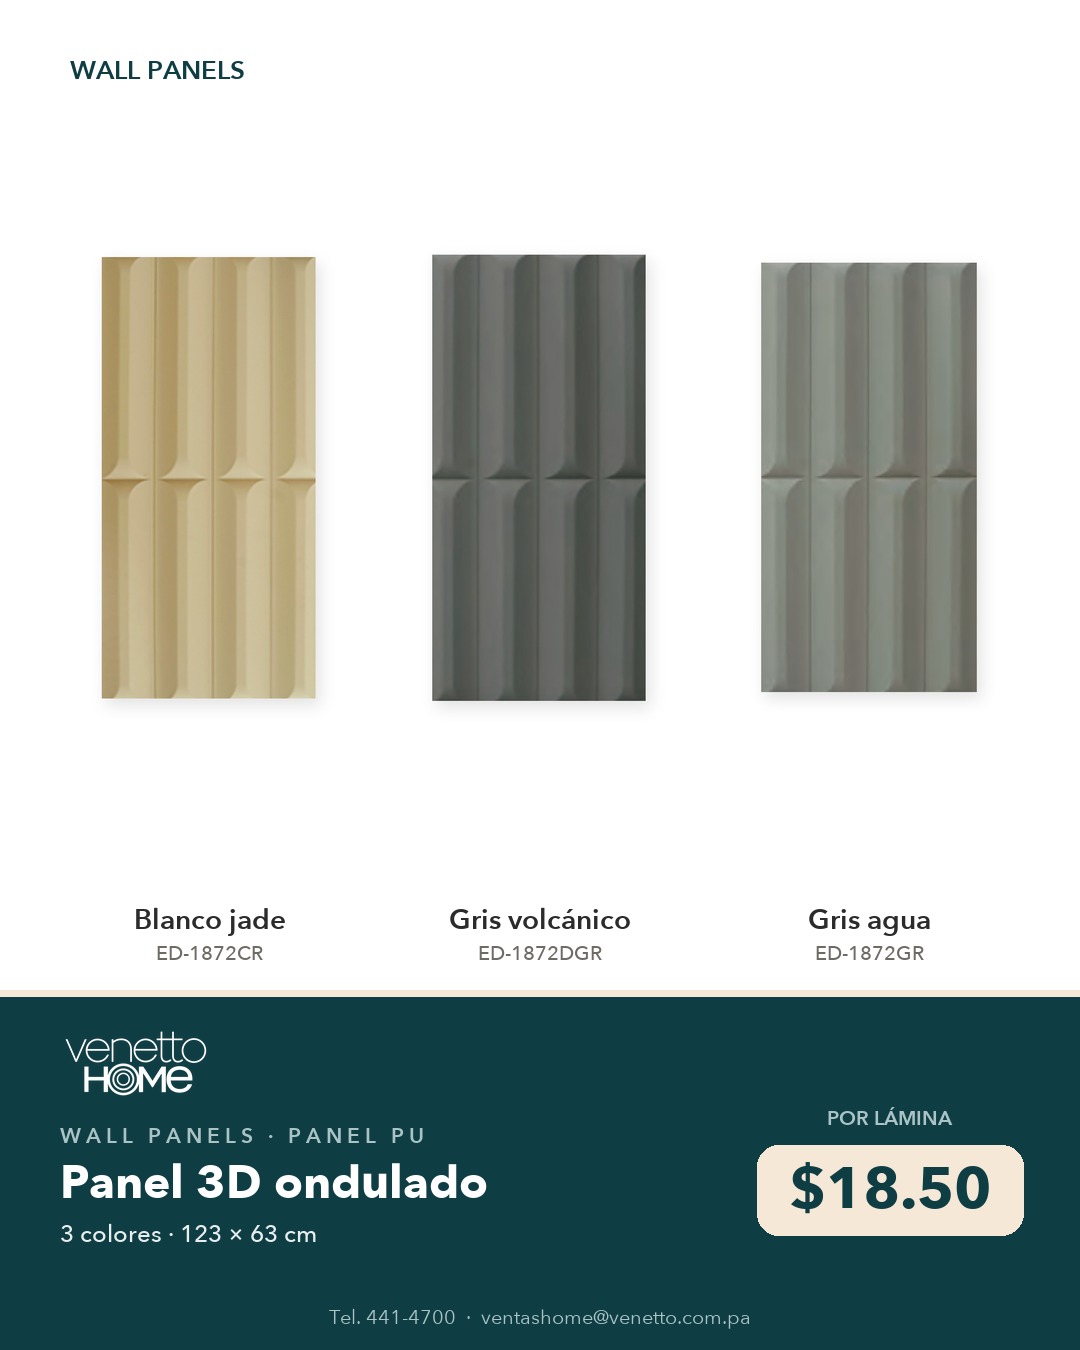 WALL PANELS
Blanco jade
ED-1872CR
Gris volcánico
ED-1872DGR
Gris agua
ED-1872GR
venetto
HOMe
WALL PANELS · PANEL PU
Panel 3D ondulado
3 colores · 123 × 63 cm
POR LÁMINA
$18.50
Tel. 441-4700 · ventashome@venetto.com.pa